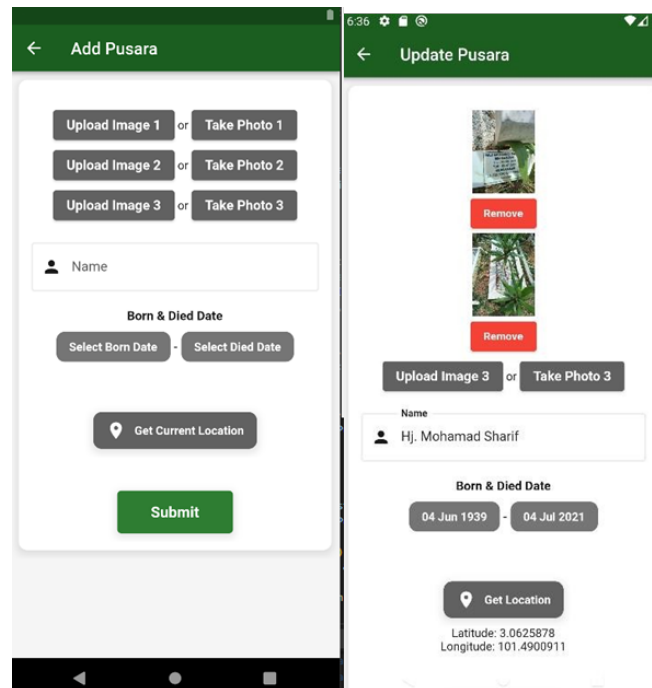 Add Pusara
Upload Image 1 or Take Photo 1
Upload Image 2 or Take Photo 2
Upload Image 3 or Take Photo 3
Name
Born & Died Date
Select Born Date - Select Died Date
Get Current Location
Submit
6:36
Update Pusara
Remove
Remove
Upload Image 3 or Take Photo 3
Name
Hj. Mohamad Sharif
Born & Died Date
04 Jun 1939 - 04 Jul 2021
Get Location
Latitude: 3.0625878
Longitude: 101.4900911